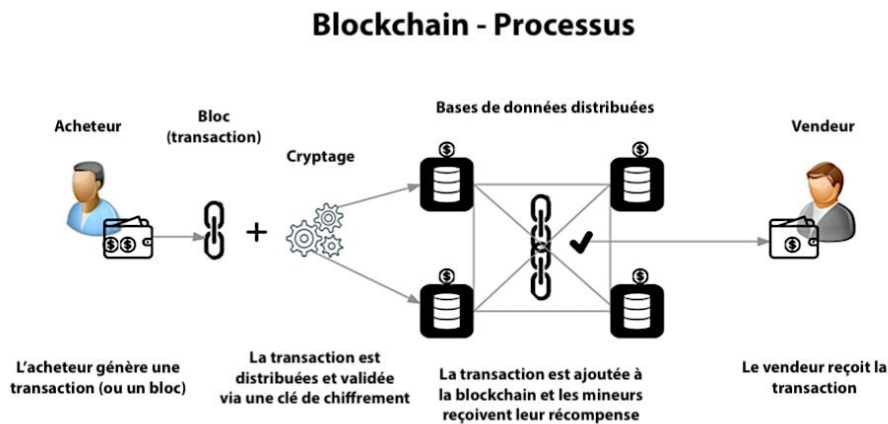 Blockchain - Processus
Acheteur
Bloc
(transaction)
Cryptage
Bases de données distribuées
Vendeur
$ $
$
$
$
$
$
L'acheteur génère une
transaction (ou un bloc)
La transaction est
distribuées et validée
via une clé de chiffrement
La transaction est ajoutée à
la blockchain et les mineurs
reçoivent leur récompense
Le vendeur reçoit la
transaction